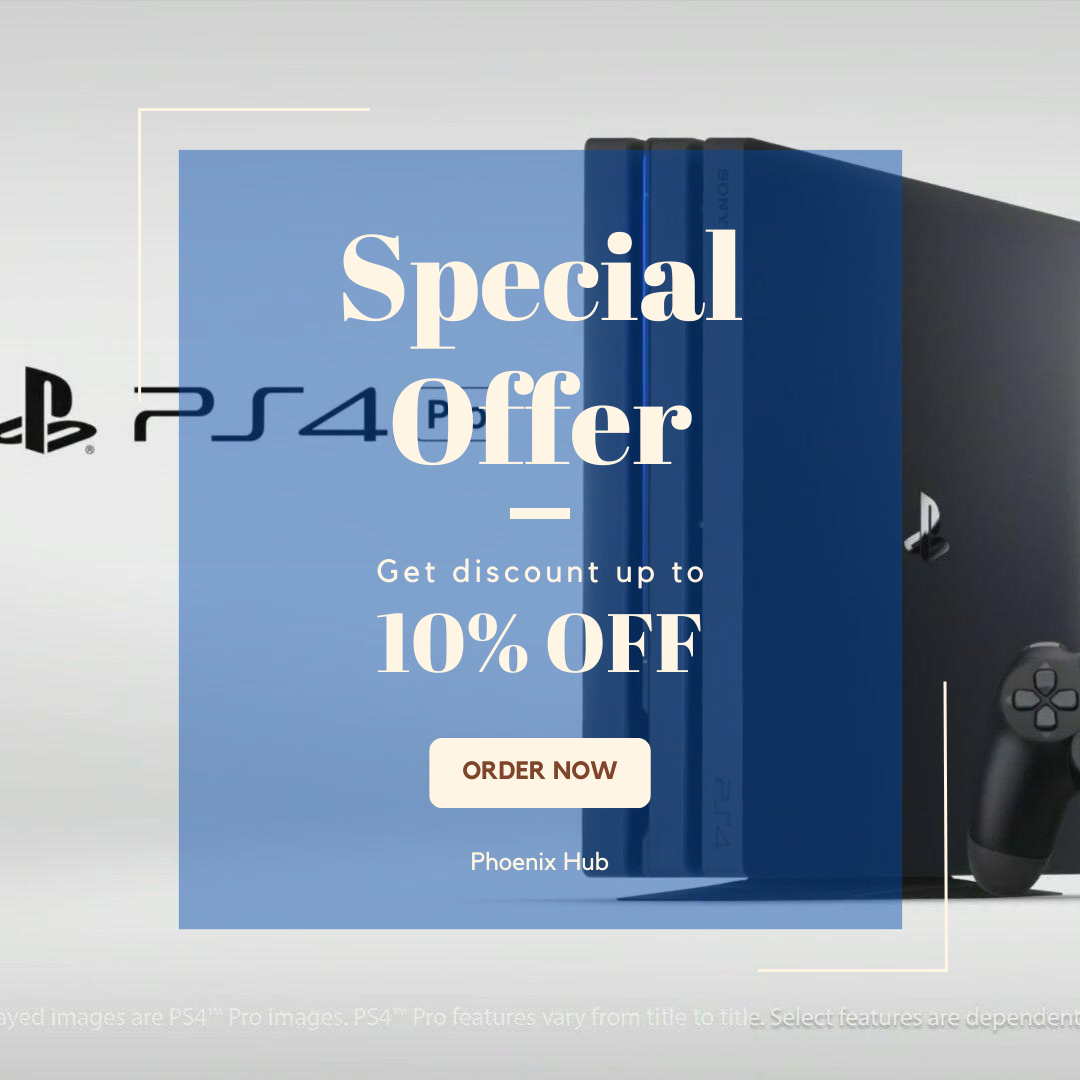 SONY
Special
PS4 Pro
Offer
Get discount up to
10% OFF
ORDER NOW
PS4
Phoenix Hub
ayed images are PS4™ Pro images. PS4™ Pro features vary from title to title. Select features are dependent